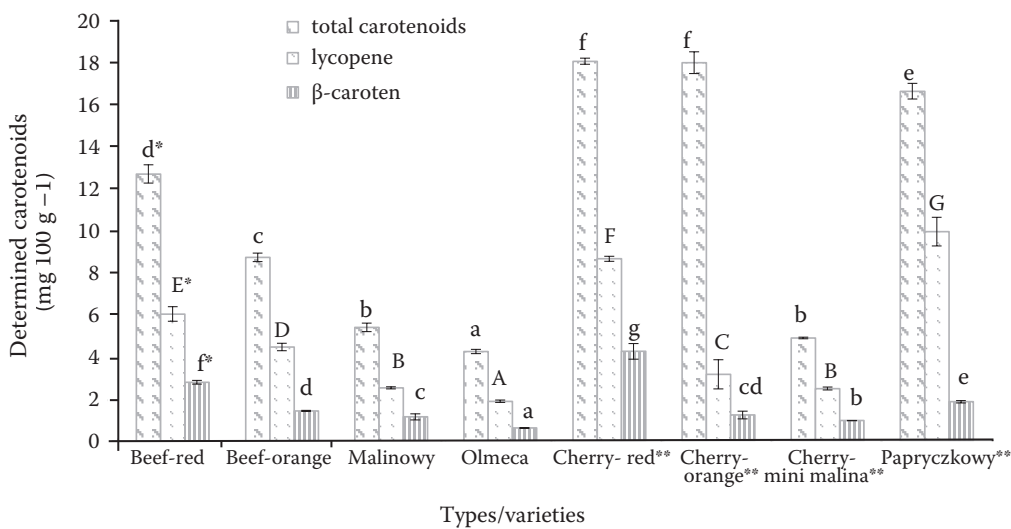 20
18
16
14
12
10
8
6
4
2
0
Determined carotenoids
(mg 100 g –1)
total carotenoids
lycopene
β-caroten
d*
E*
f*
c
D
d
b
B
c
a
A
a
f
F
g
f
C
cd
b
B
b
e
G
e
Beef-red
Beef-orange
Malinowy
Olmeca
Cherry- red**
Cherry-
orange**
Cherry-
mini malina**
Papryczkowy**
Types/varieties